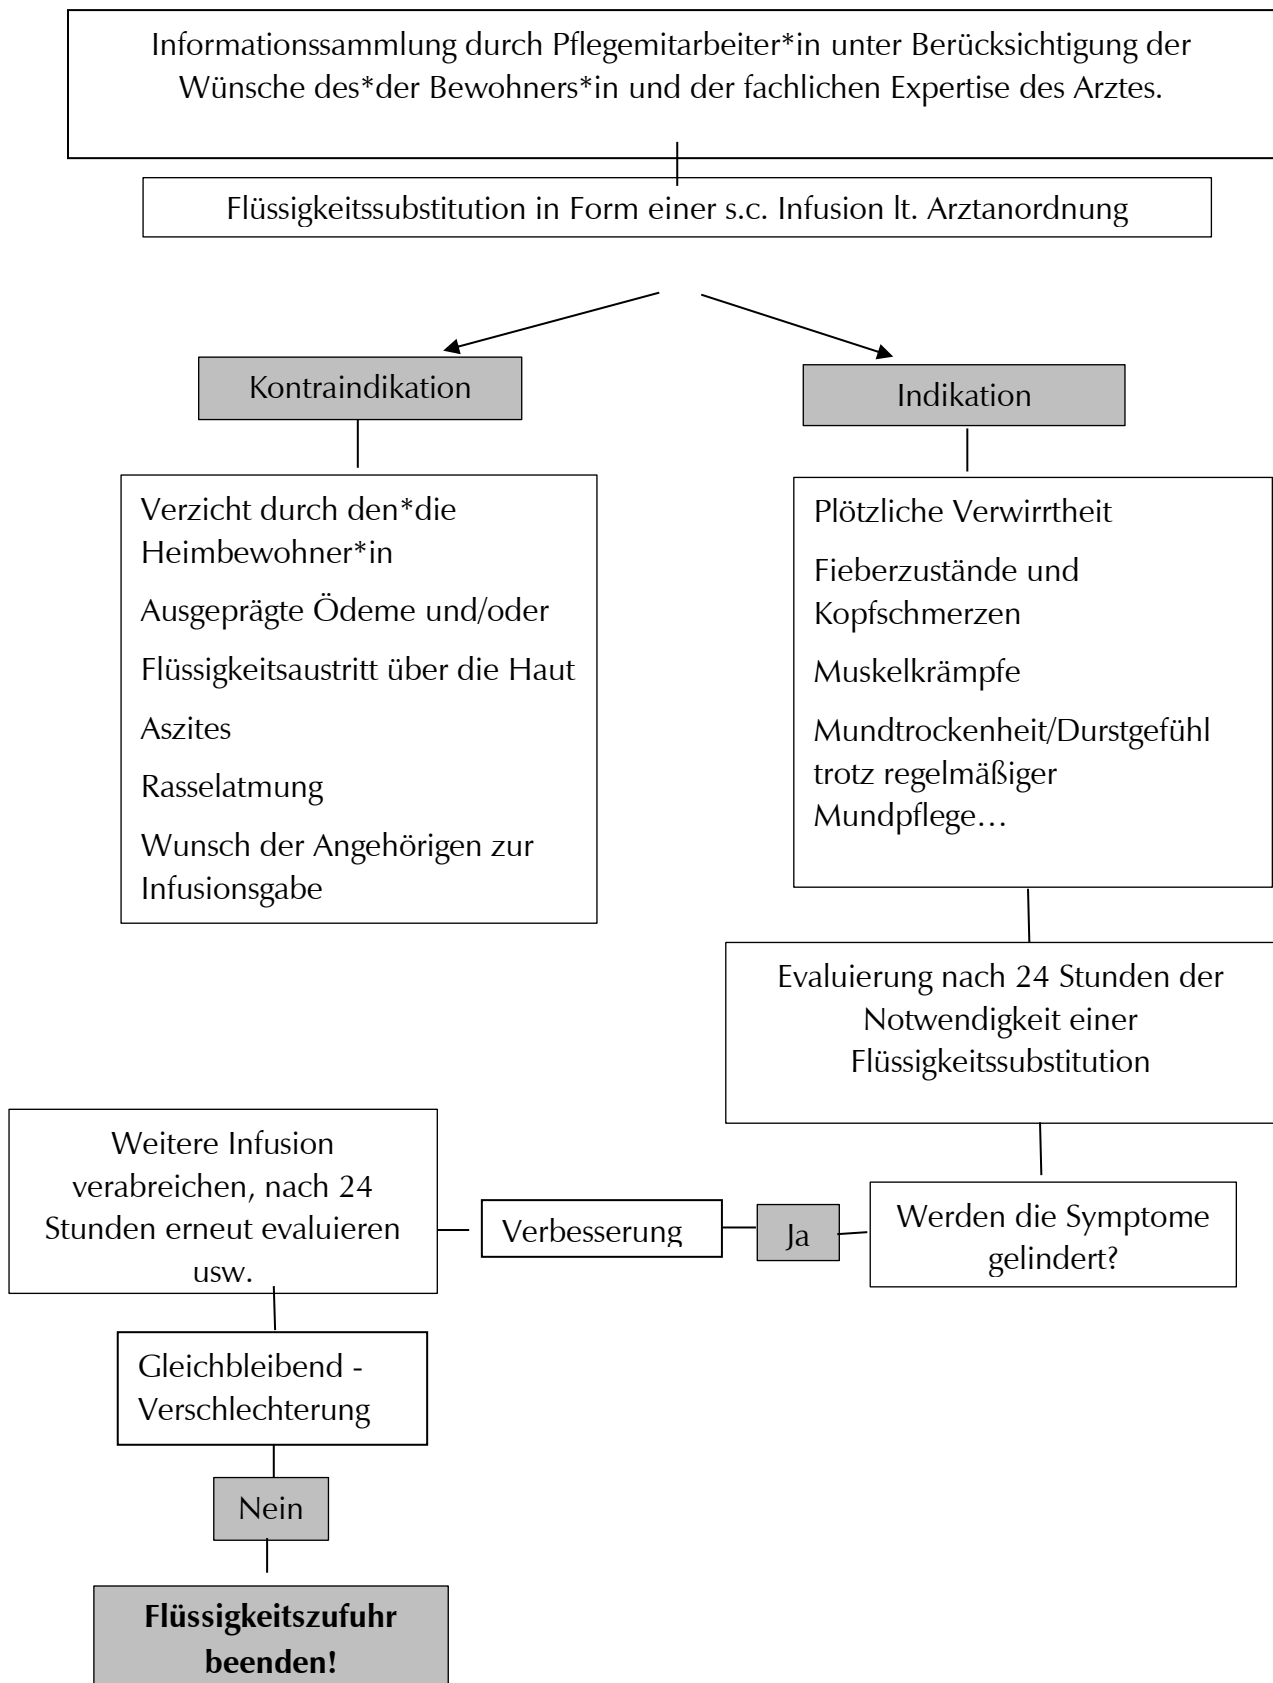 Informationssammlung durch Pflegemitarbeiter*in unter Berücksichtigung der
Wünsche des*der Bewohners*in und der fachlichen Expertise des Arztes.
Flüssigkeitssubstitution in Form einer s.c. Infusion lt. Arztanordnung
Kontraindikation
Verzicht durch den*die
Heimbewohner*in
Ausgeprägte Ödeme und/oder
Flüssigkeitsaustritt über die Haut
Aszites
Rasselatmung
Wunsch der Angehörigen zur
Infusionsgabe
Indikation
Plötzliche Verwirrtheit
Fieberzustände und
Kopfschmerzen
Muskelkrämpfe
Mundtrockenheit/Durstgefühl
trotz regelmäßiger
Mundpflege…
Evaluierung nach 24 Stunden der
Notwendigkeit einer
Flüssigkeitssubstitution
Werden die Symptome
gelindert?
Ja
Verbesserung
Weitere Infusion
verabreichen, nach 24
Stunden erneut evaluieren
usw.
Gleichbleibend -
Verschlechterung
Nein
Flüssigkeitszufuhr
beenden!